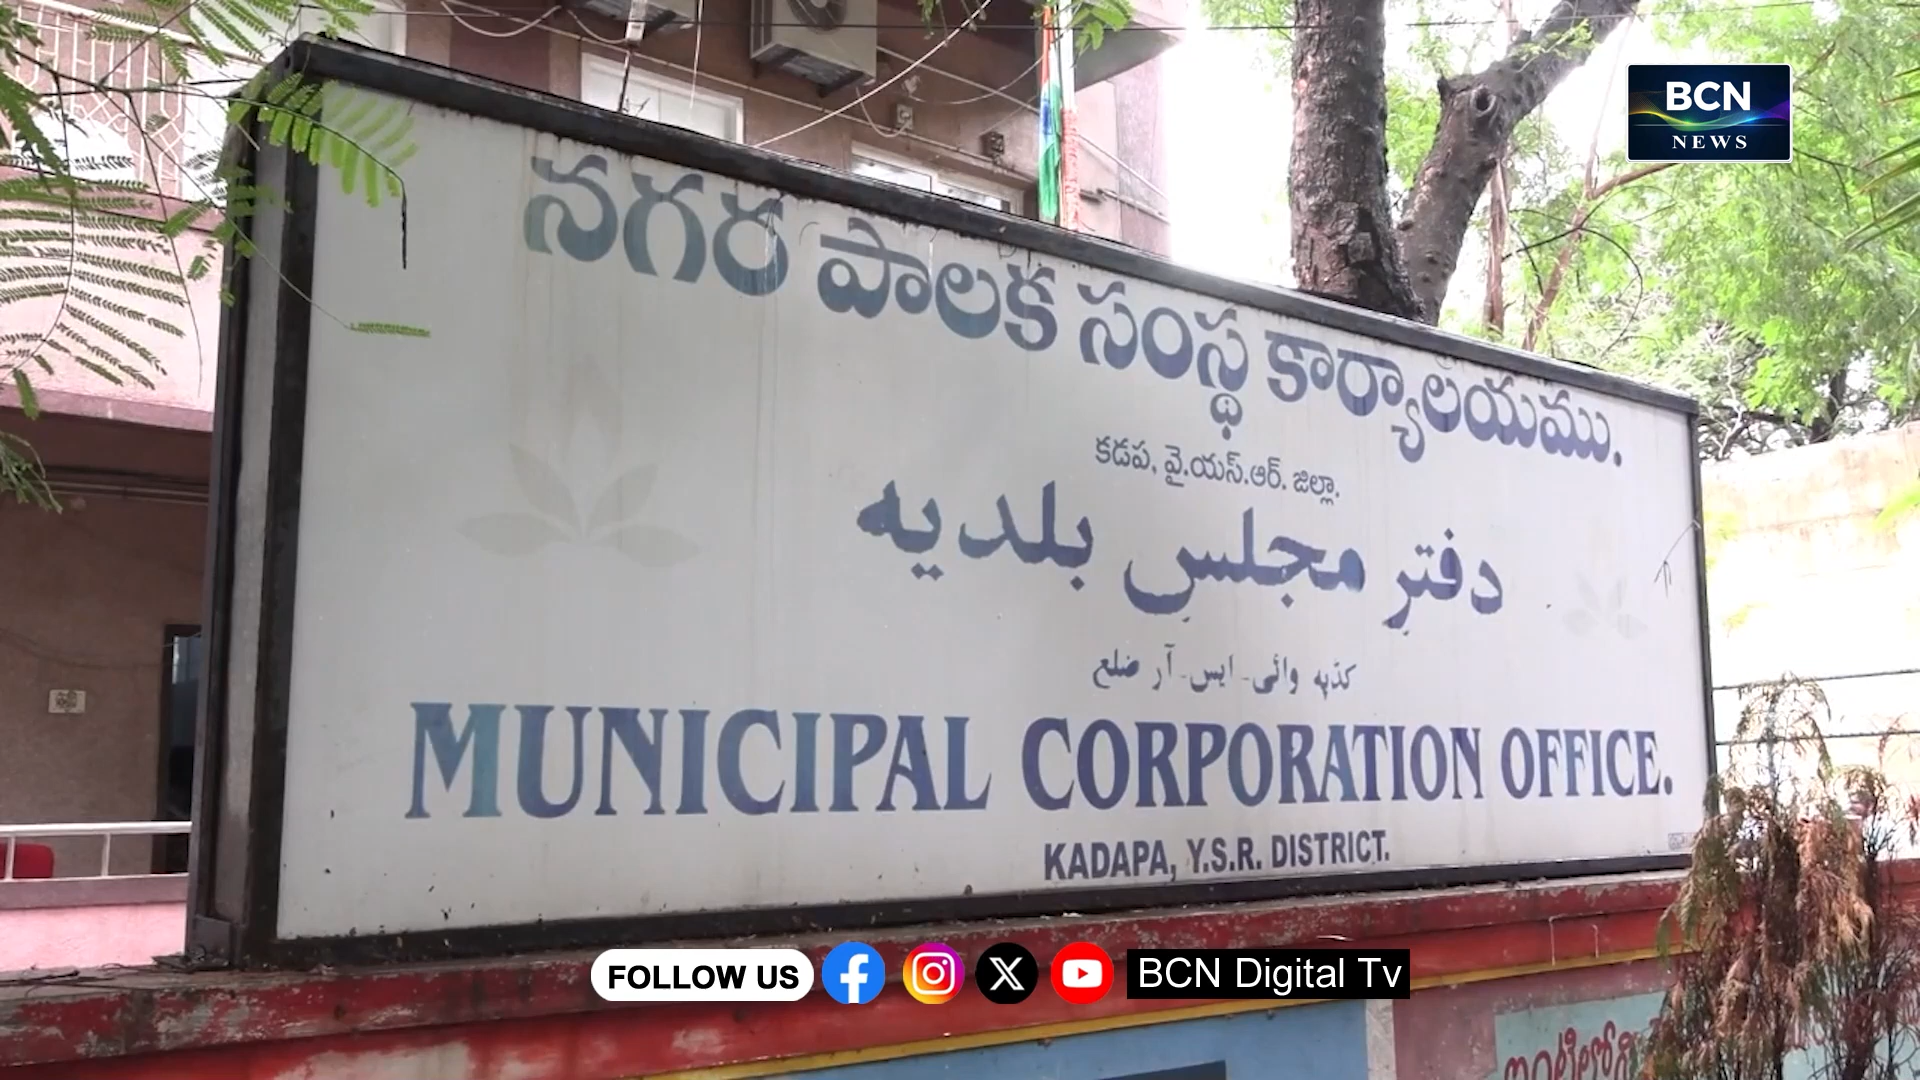 BCN
NEWS
నగర పాలక సంస్థ కార్యాలయము.
కడప, వై.యస్.ఆర్. జిల్లా.
دفترِ مجلسِ بلدیہ
کڈپہ وائی۔ ایس۔ آر ضلع
MUNICIPAL CORPORATION OFFICE.
KADAPA, Y.S.R. DISTRICT.
FOLLOW US
BCN Digital Tv